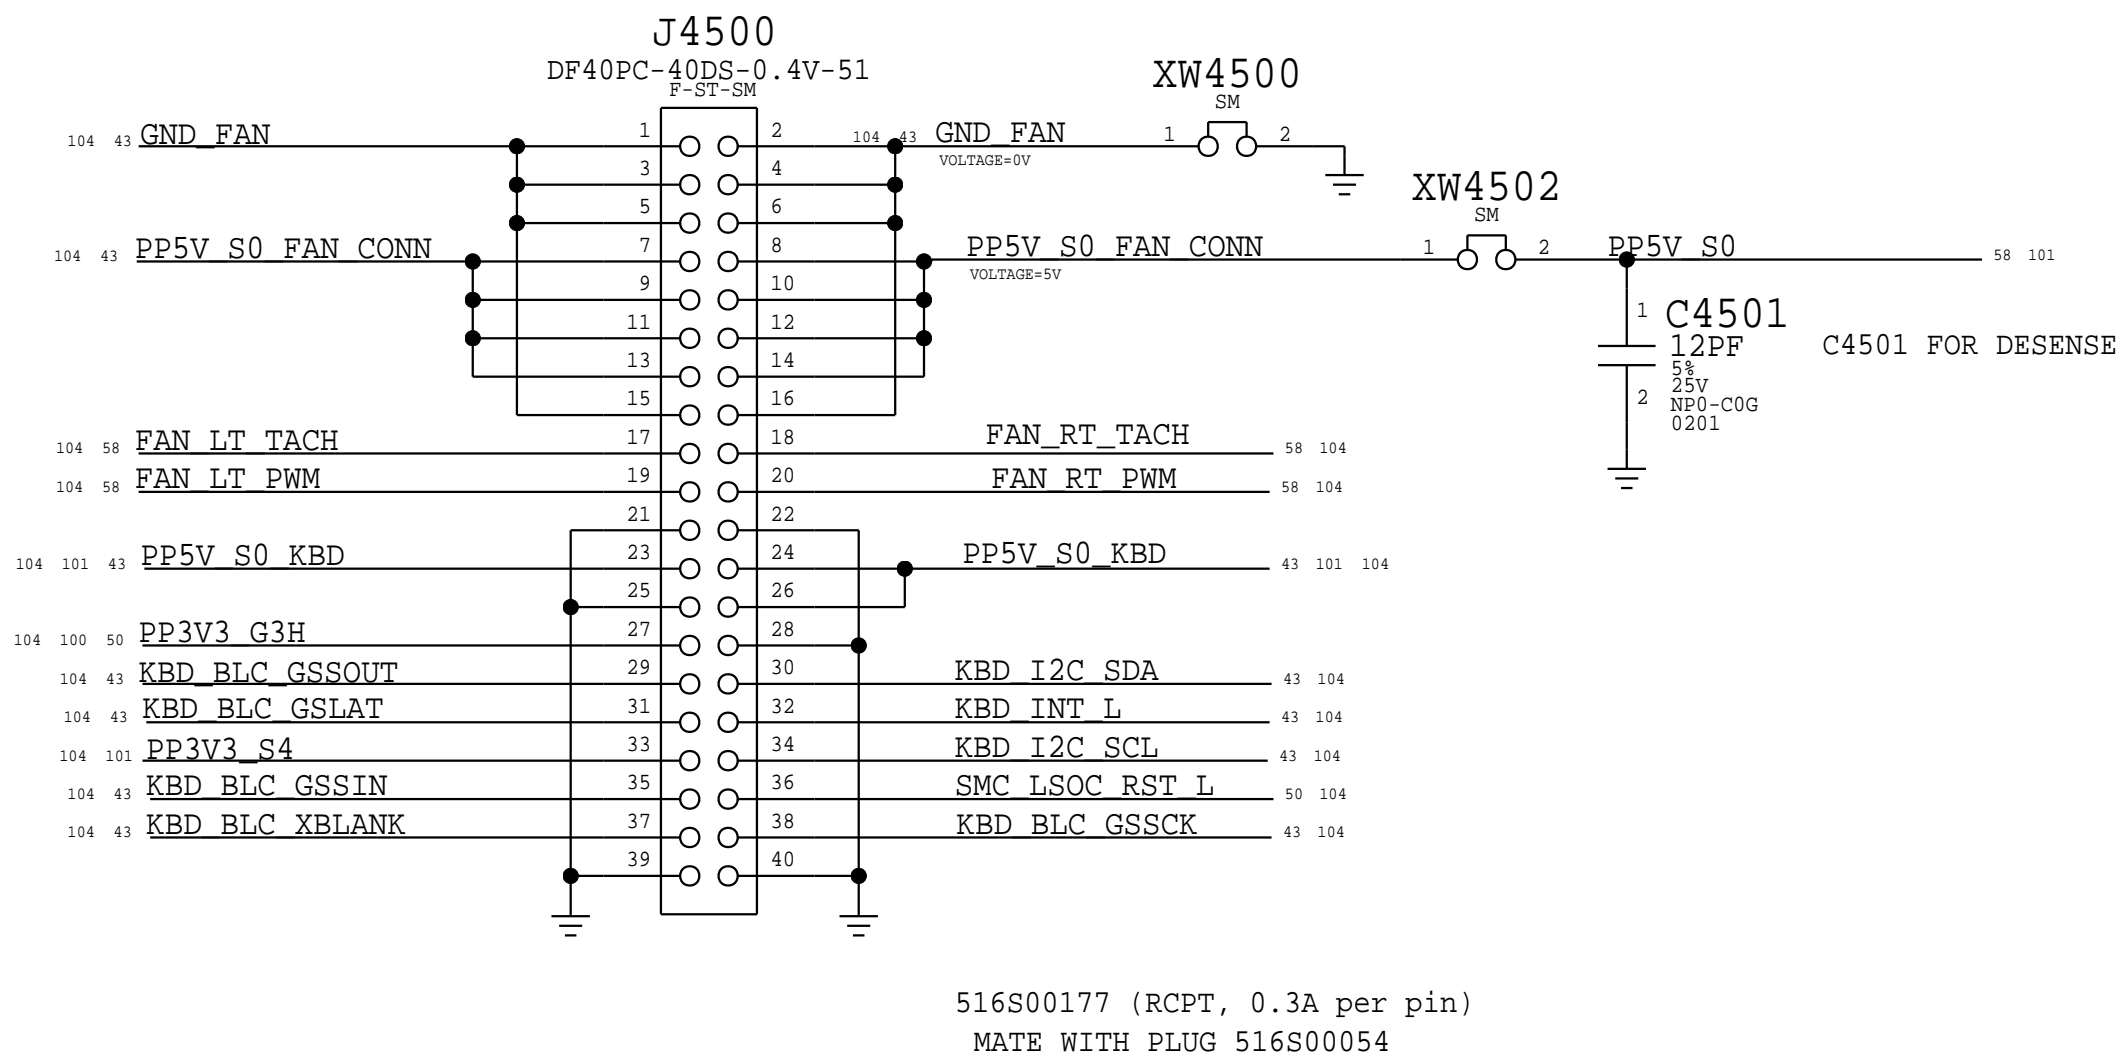 J4500
DF40PC-40DS-0.4V-51
F-ST-SM
XW4500
SM
104 43 GND_FAN 1 2 104 43 GND_FAN 1 2
VOLTAGE=0V
3 4
XW4502
SM
5 6
104 43 PP5V_S0_FAN_CONN 7 8 PP5V_S0_FAN_CONN 1 2 PP5V_S0 58 101
VOLTAGE=5V
9 10
11 12
1 C4501
12PF C4501 FOR DESENSE
5%
25V
2 NP0-C0G
0201
13 14
15 16
104 58 FAN_LT_TACH 17 18 FAN_RT_TACH 58 104
104 58 FAN_LT_PWM 19 20 FAN_RT_PWM 58 104
21 22
104 101 43 PP5V_S0_KBD 23 24 PP5V_S0_KBD 43 101 104
25 26
104 100 50 PP3V3_G3H 27 28
104 43 KBD_BLC_GSSOUT 29 30 KBD_I2C_SDA 43 104
104 43 KBD_BLC_GSLAT 31 32 KBD_INT_L 43 104
104 101 PP3V3_S4 33 34 KBD_I2C_SCL 43 104
104 43 KBD_BLC_GSSIN 35 36 SMC_LSOC_RST_L 50 104
104 43 KBD_BLC_XBLANK 37 38 KBD_BLC_GSSCK 43 104
39 40
516S00177 (RCPT, 0.3A per pin)
MATE WITH PLUG 516S00054